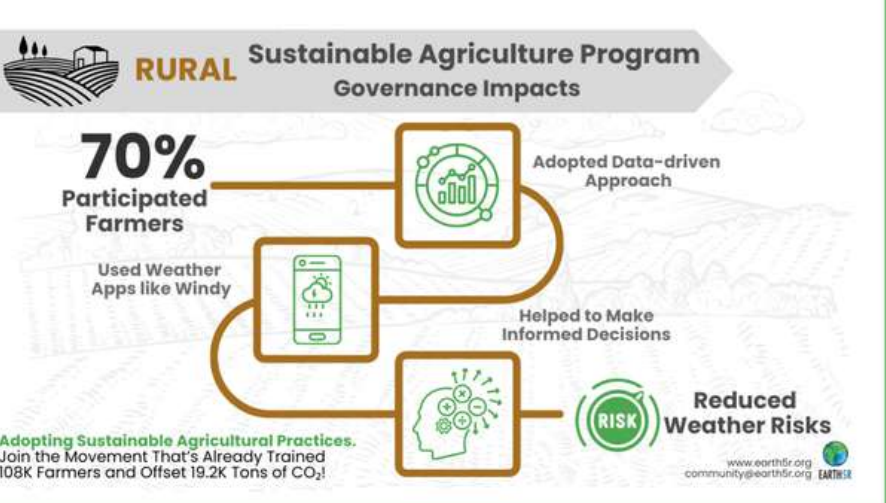 RURAL
Sustainable Agriculture Program
Governance Impacts
70%
Participated
Farmers
Adopted Data-driven
Approach
Used Weather
Apps like Windy
Helped to Make
Informed Decisions
RISK
Reduced
Weather Risks
Adopting Sustainable Agricultural Practices.
Join the Movement That's Already Trained
108K Farmers and Offset 19.2K Tons of CO₂!
www.earth5r.org
community@earth5r.org
EARTH5R